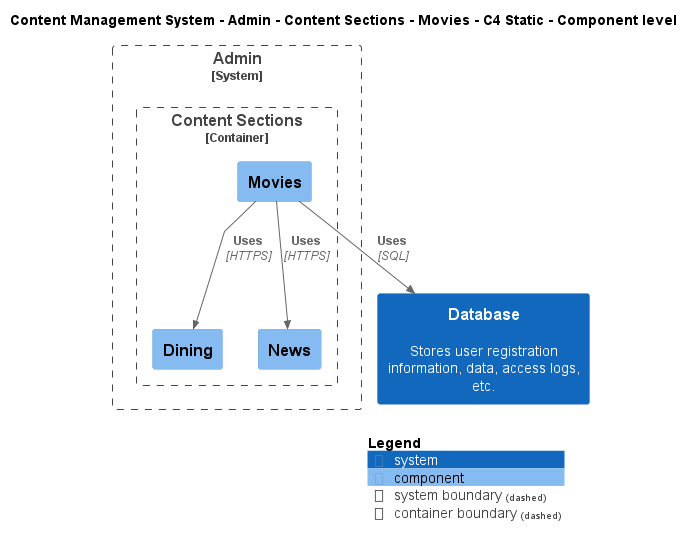 Content Management System - Admin - Content Sections - Movies - C4 Static - Component level
Admin
[System]
Content Sections
[Container]
Movies
Uses
[HTTPS]
Uses
[HTTPS]
Uses
[SQL]
Dining
News
Database
Stores user registration
information, data, access logs,
etc.
Legend
system
component
system boundary (dashed)
container boundary (dashed)